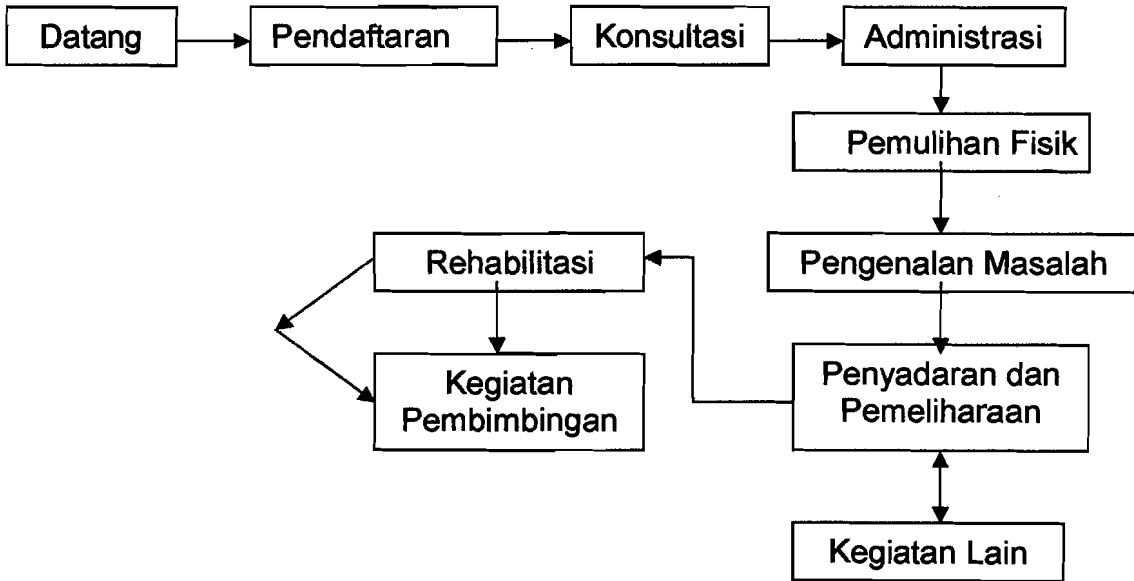 Datang
Pendaftaran
Konsultasi
Administrasi
Pemulihan Fisik
Pengenalan Masalah
Rehabilitasi
Penyadaran dan
Pemeliharaan
Kegiatan
Pembimbingan
Kegiatan Lain